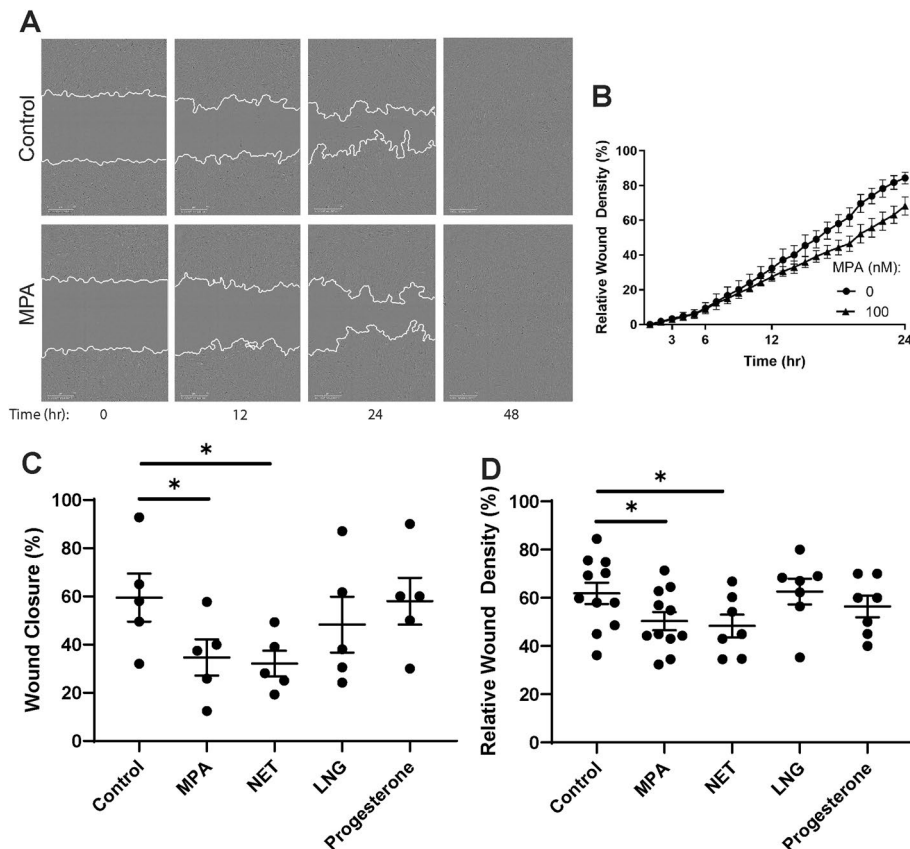 A
Control
MPA
Time (hr): 0 12 24 48
B
Relative Wound Density (%)
80
60
40
20
0
3 6 12 24
Time (hr)
MPA (nM):
0
100
C
Wound Closure (%)
100
80
60
40
20
0
*
*
Control MPA NET LNG Progesterone
D
Relative Wound Density (%)
100
80
60
40
20
0
*
*
Control MPA NET LNG Progesterone